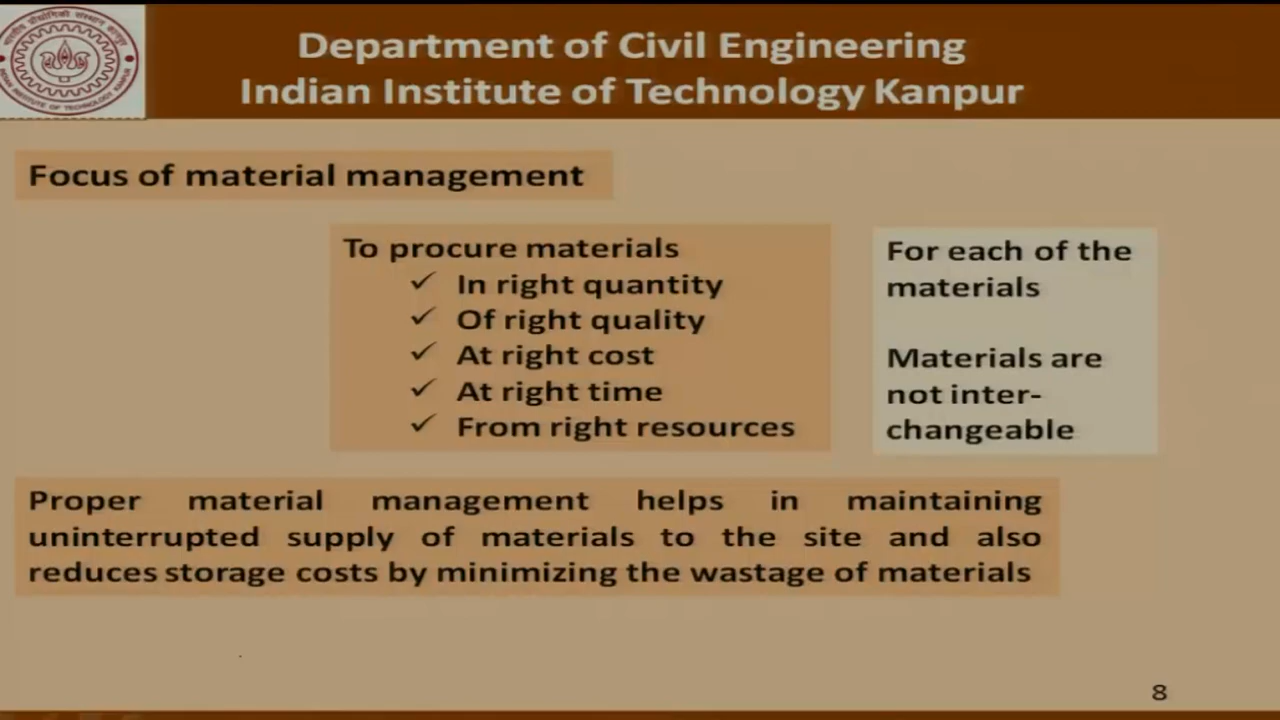 Department of Civil Engineering
Indian Institute of Technology Kanpur
Focus of material management
To procure materials
✓ In right quantity
✓ Of right quality
✓ At right cost
✓ At right time
✓ From right resources
For each of the
materials
Materials are
not inter-
changeable
Proper material management helps in maintaining
uninterrupted supply of materials to the site and also
reduces storage costs by minimizing the wastage of materials
8